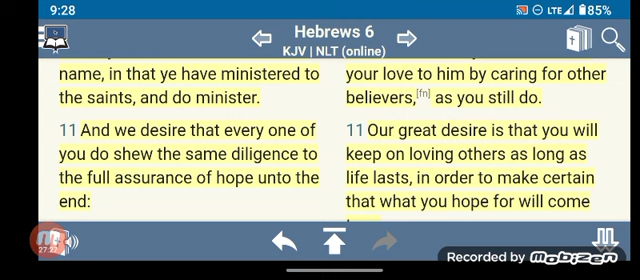 9:28
LTE 85%
Hebrews 6
KJV | NLT (online)
name, in that ye have ministered to
the saints, and do minister.
11 And we desire that every one of
you do shew the same diligence to
the full assurance of hope unto the
end:
your love to him by caring for other
believers,[fn] as you still do.
11 Our great desire is that you will
keep on loving others as long as
life lasts, in order to make certain
that what you hope for will come
27:27
Recorded by Mobizen